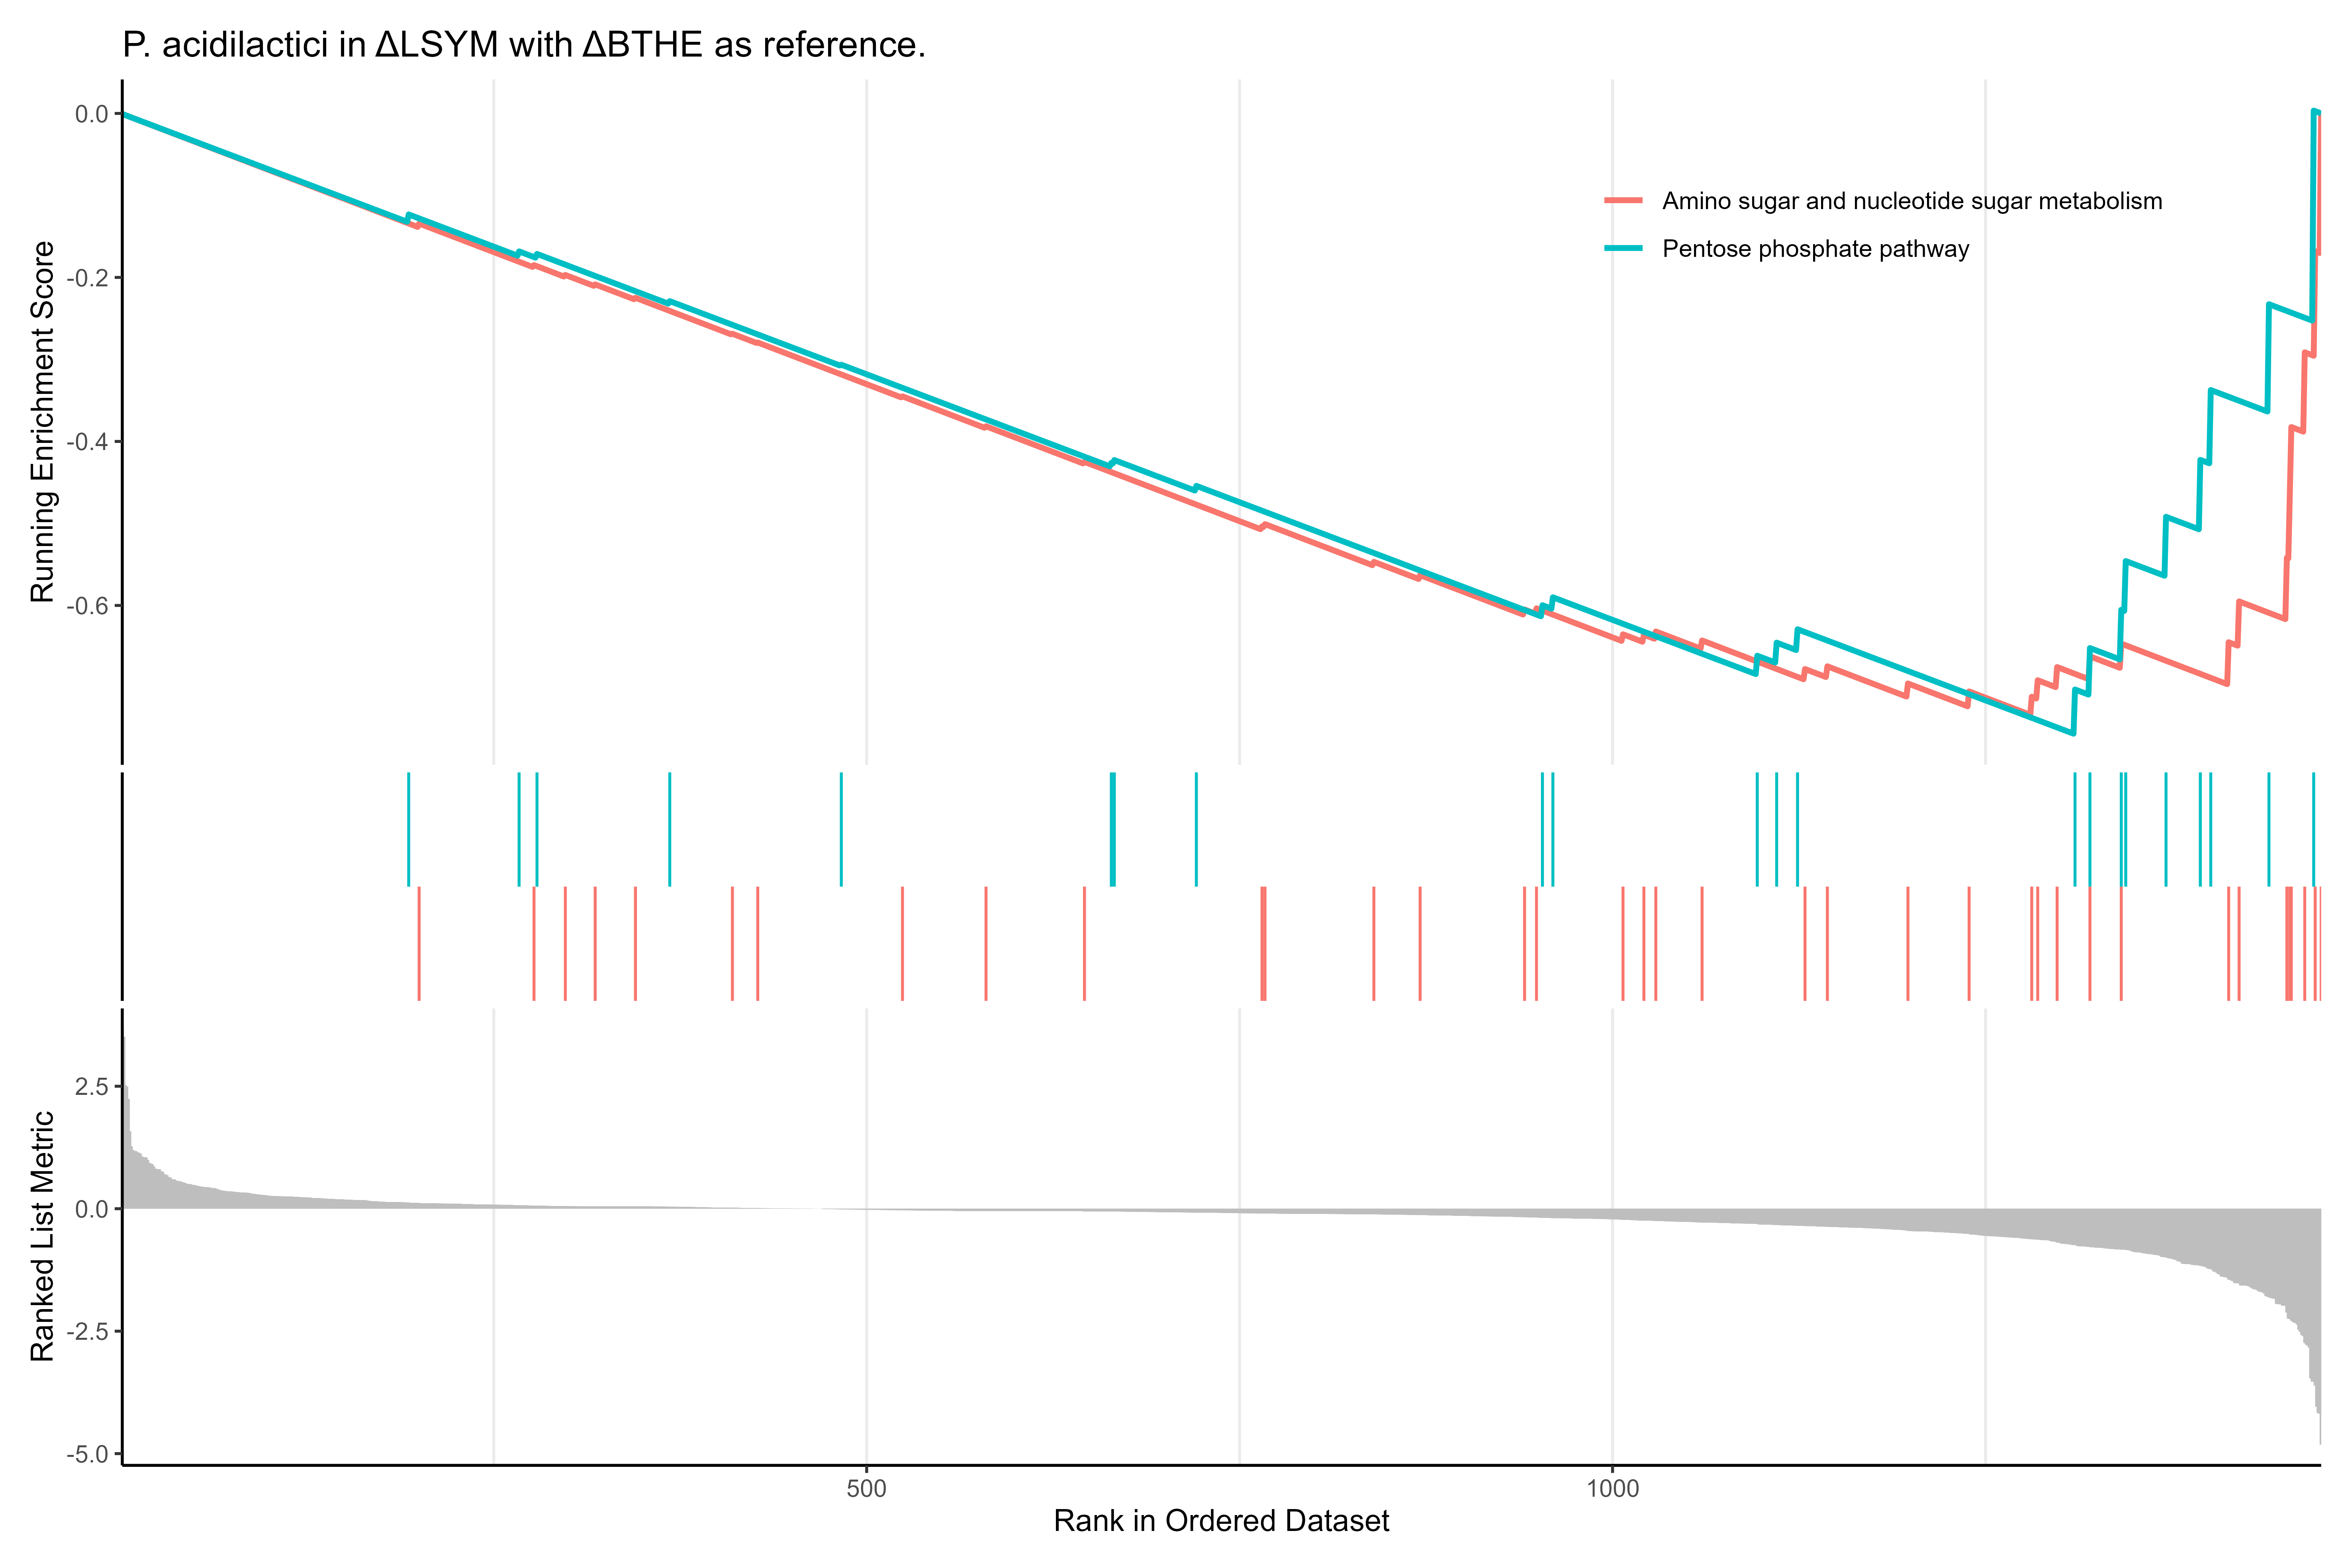 P. acidilactici in ΔLSYM with ΔBTHE as reference.
Running Enrichment Score
0.0
-0.2
-0.4
-0.6
Amino sugar and nucleotide sugar metabolism
Pentose phosphate pathway
Ranked List Metric
2.5
0.0
-2.5
-5.0
500
1000
Rank in Ordered Dataset